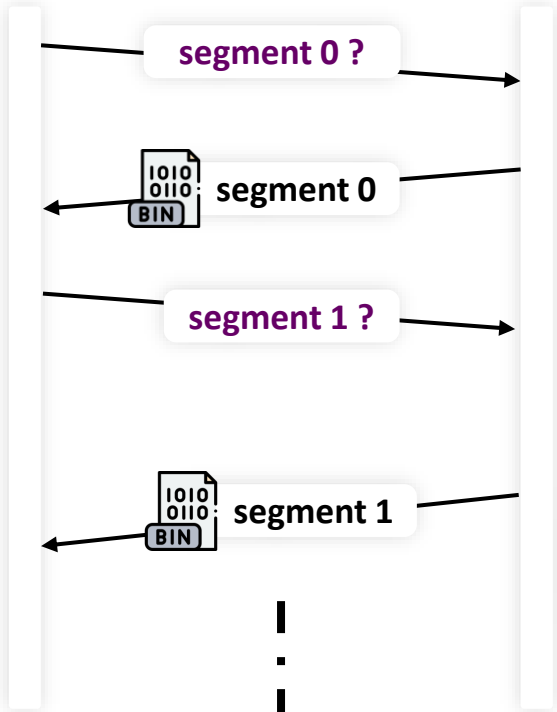 segment 0 ?
1010
0110
BIN
segment 0
segment 1 ?
1010
0110
BIN
segment 1